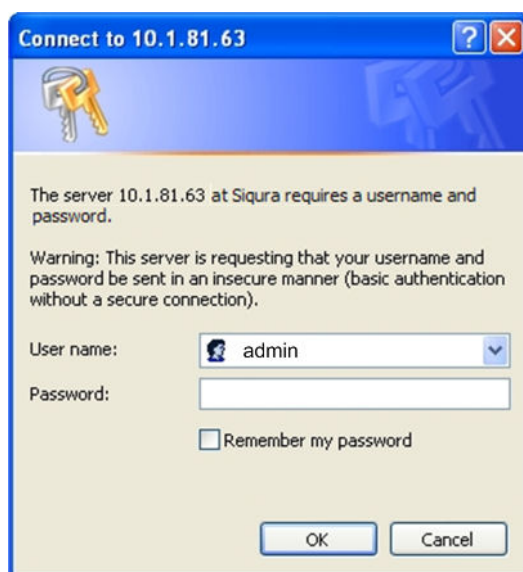 Connect to 10.1.81.63
?
The server 10.1.81.63 at Siqura requires a username and
password.
Warning: This server is requesting that your username and
password be sent in an insecure manner (basic authentication
without a secure connection).
User name:
admin
Password:
Remember my password
OK
Cancel